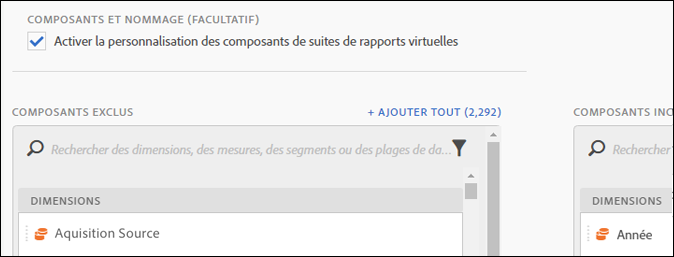 COMPOSANTS ET NOMMAGE (FACULTATIF)
Activer la personnalisation des composants de suites de rapports virtuelles
COMPOSANTS EXCLUS
+ AJOUTER TOUT (2,292)
Rechercher des dimensions, des mesures, des segments ou des plages de da...
DIMENSIONS
Aquisition Source
COMPOSANTS INC
Rechercher
DIMENSIONS
Année